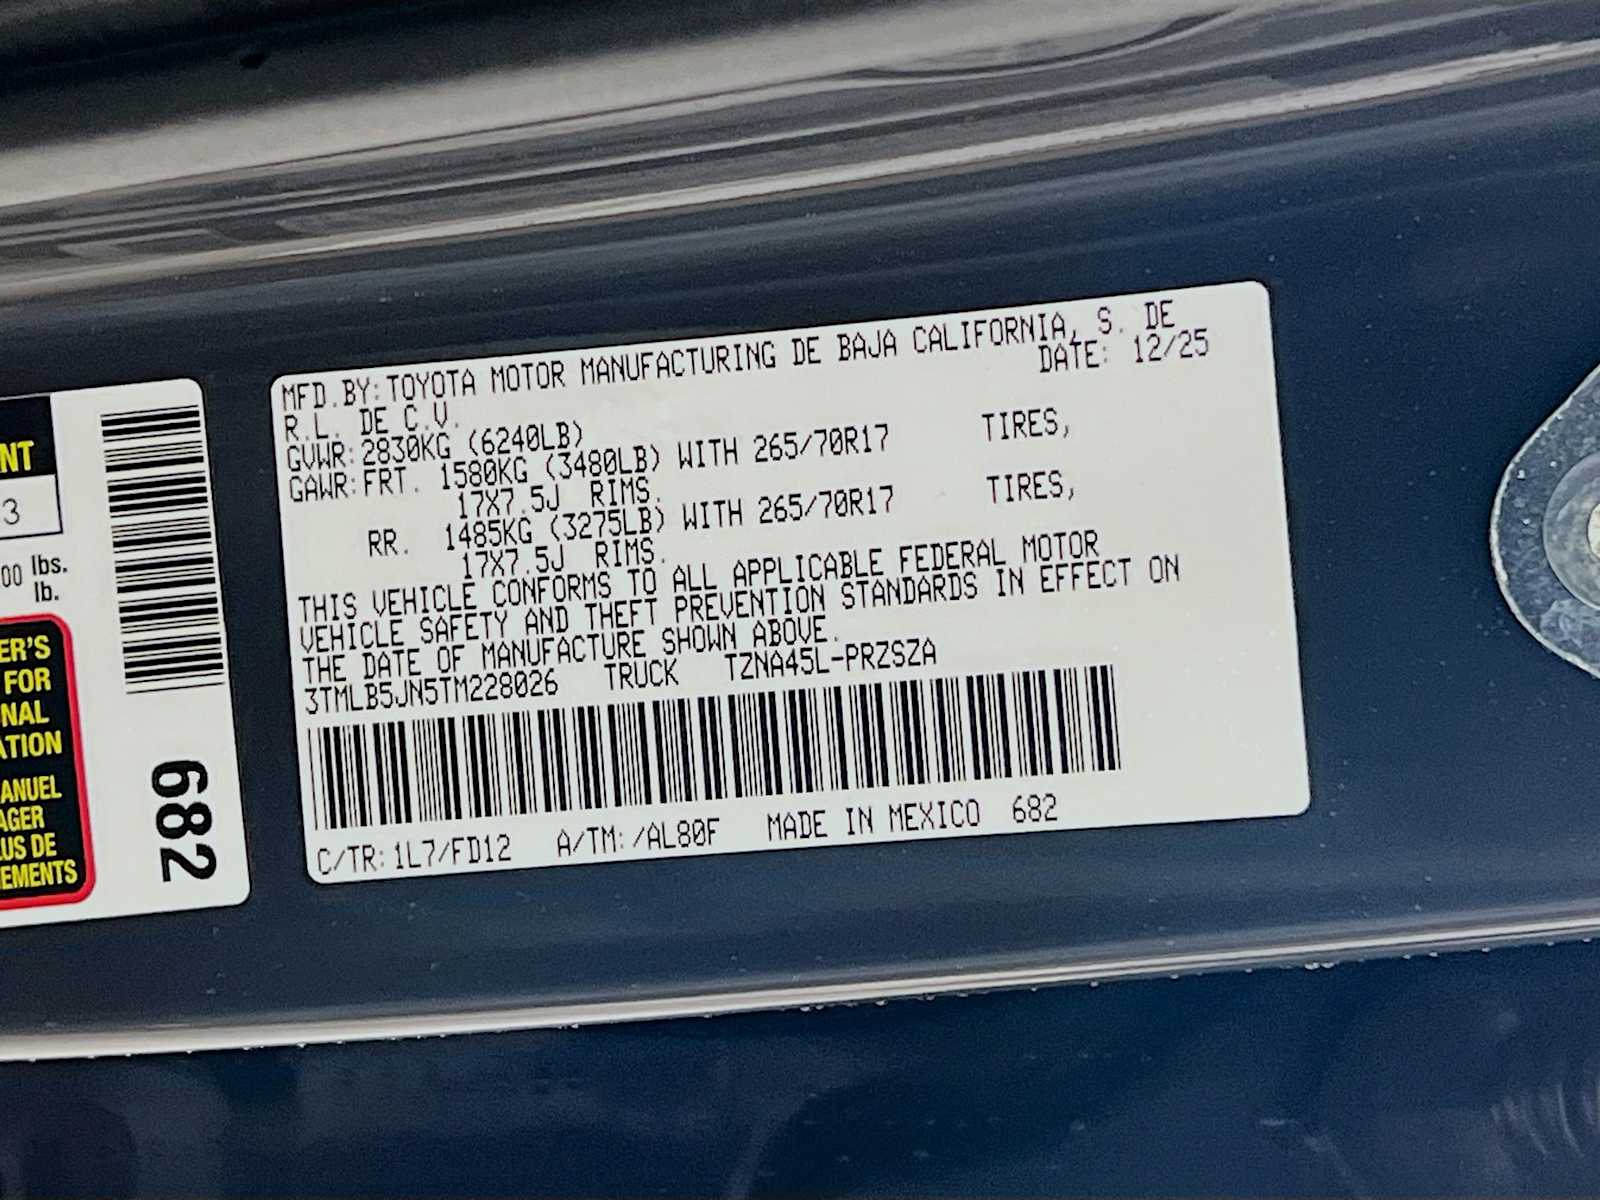 MFD.BY:TOYOTA MOTOR MANUFACTURING DE BAJA CALIFORNIA, S. DE
R.L. DE C.V. DATE: 12/25
GVWR:2830KG (6240LB)
GAWR:FRT. 1580KG (3480LB) WITH 265/70R17 TIRES,
17X7.5J RIMS.
RR. 1485KG (3275LB) WITH 265/70R17 TIRES,
17X7.5J RIMS.
THIS VEHICLE CONFORMS TO ALL APPLICABLE FEDERAL MOTOR
VEHICLE SAFETY AND THEFT PREVENTION STANDARDS IN EFFECT ON
THE DATE OF MANUFACTURE SHOWN ABOVE.
3TMLB5JN5TM228026 TRUCK TZNA45L-PRZSZA
C/TR:1L7/FD12 A/TM:/AL80F MADE IN MEXICO 682
NT
3
00 lbs.
lb.
ER'S
FOR
NAL
ATION
ANUEL
AGER
LUS DE
EMENTS
682